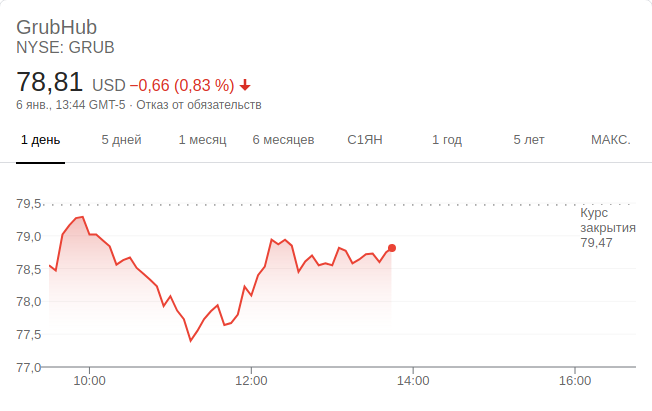 GrubHub
NYSE: GRUB
78,81 USD −0,66 (0,83 %)
6 янв., 13:44 GMT-5 · Отказ от обязательств
1 день 5 дней 1 месяц 6 месяцев С1ЯН 1 год 5 лет МАКС.
79,5
Курс
закрытия
79,47
79,0
78,5
78,0
77,5
77,0
10:00 12:00 14:00 16:00